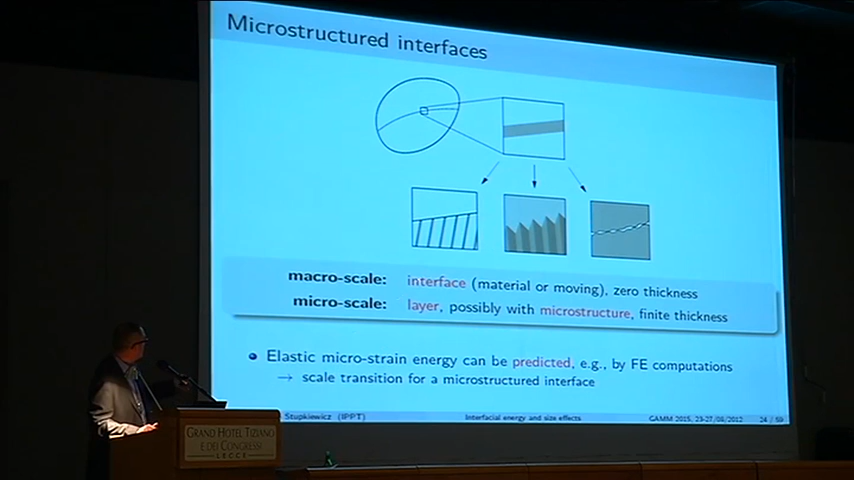 Microstructured interfaces
macro-scale: interface (material or moving), zero thickness
micro-scale: layer, possibly with microstructure, finite thickness
Elastic micro-strain energy can be predicted, e.g., by FE computations
→ scale transition for a microstructured interface
Stupkiewicz (IPPT) Interfacial energy and size effects GAMM 2015, 23-27/03/2012 24 / 59
GRAND HOTEL TIZIANO
E DEI CONGRESSI
LECCE